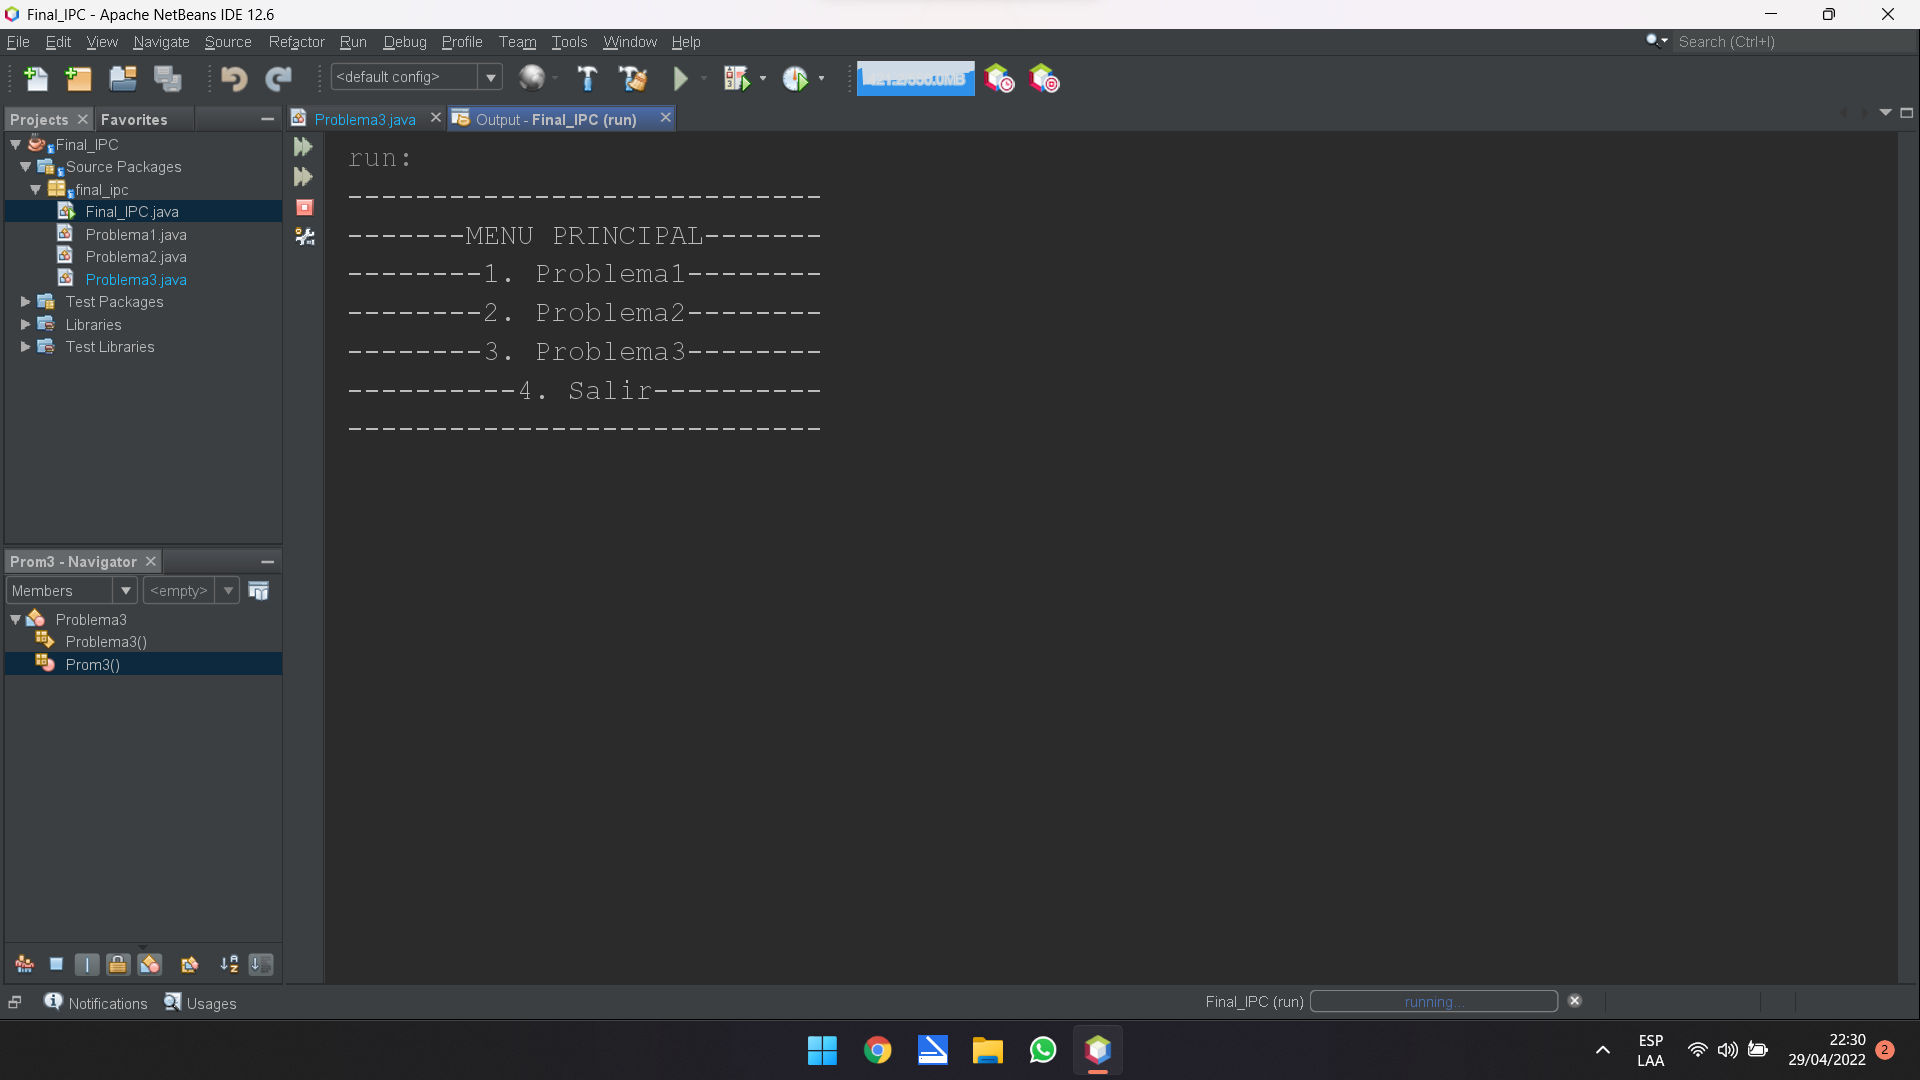 Final_IPC - Apache NetBeans IDE 12.6
File Edit View Navigate Source Refactor Run Debug Profile Team Tools Window Help
Search (Ctrl+I)
<default config>
Projects
Favorites
Problema3.java
Output - Final_IPC (run)
Final_IPC
Source Packages
final_ipc
Final_IPC.java
Problema1.java
Problema2.java
Problema3.java
Test Packages
Libraries
Test Libraries
run:
----------------------------
-------MENU PRINCIPAL-------
--------1. Problema1--------
--------2. Problema2--------
--------3. Problema3--------
----------4. Salir----------
----------------------------
Prom3 - Navigator
Members
<empty>
Problema3
Problema3()
Prom3()
Notifications
Usages
Final_IPC (run)
running...
ESP
LAA
22:30
29/04/2022
2